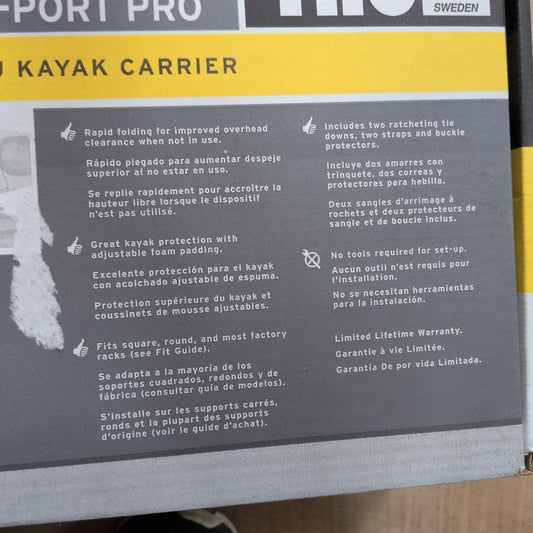 -PORT PRO
SWEDEN
KAYAK CARRIER
Rapid folding for improved overhead
clearance when not in use.
Rápido plegado para aumentar despeje
superior al no estar en uso.
Se replie rapidement pour accroître la
hauteur libre lorsque le dispositif
n'est pas utilisé.
Great kayak protection with
adjustable foam padding.
Excelente protección para el kayak
con acolchado ajustable de espuma.
Protection supérieure du kayak et
coussinets de mousse ajustables.
Fits square, round, and most factory
racks (see Fit Guide).
Se adapta a la mayoría de los
soportes cuadrados, redondos y de
fábrica (consultar guía de modelos).
S'installe sur les supports carrés,
ronds et la plupart des supports
d'origine (voir le guide d'achat).
Includes two ratcheting tie
downs, two straps and buckle
protectors.
Incluye dos amarres con
trinquete, dos correas y
protectores para hebilla.
Deux sangles d'arrimage à
rochets et deux protecteurs de
sangle et de boucle inclus.
No tools required for set-up.
Aucun outil n'est requis pour
l'installation.
No se necesitan herramientas
para la instalación.
Limited Lifetime Warranty.
Garantie à vie Limitée.
Garantía De por vida Limitada.